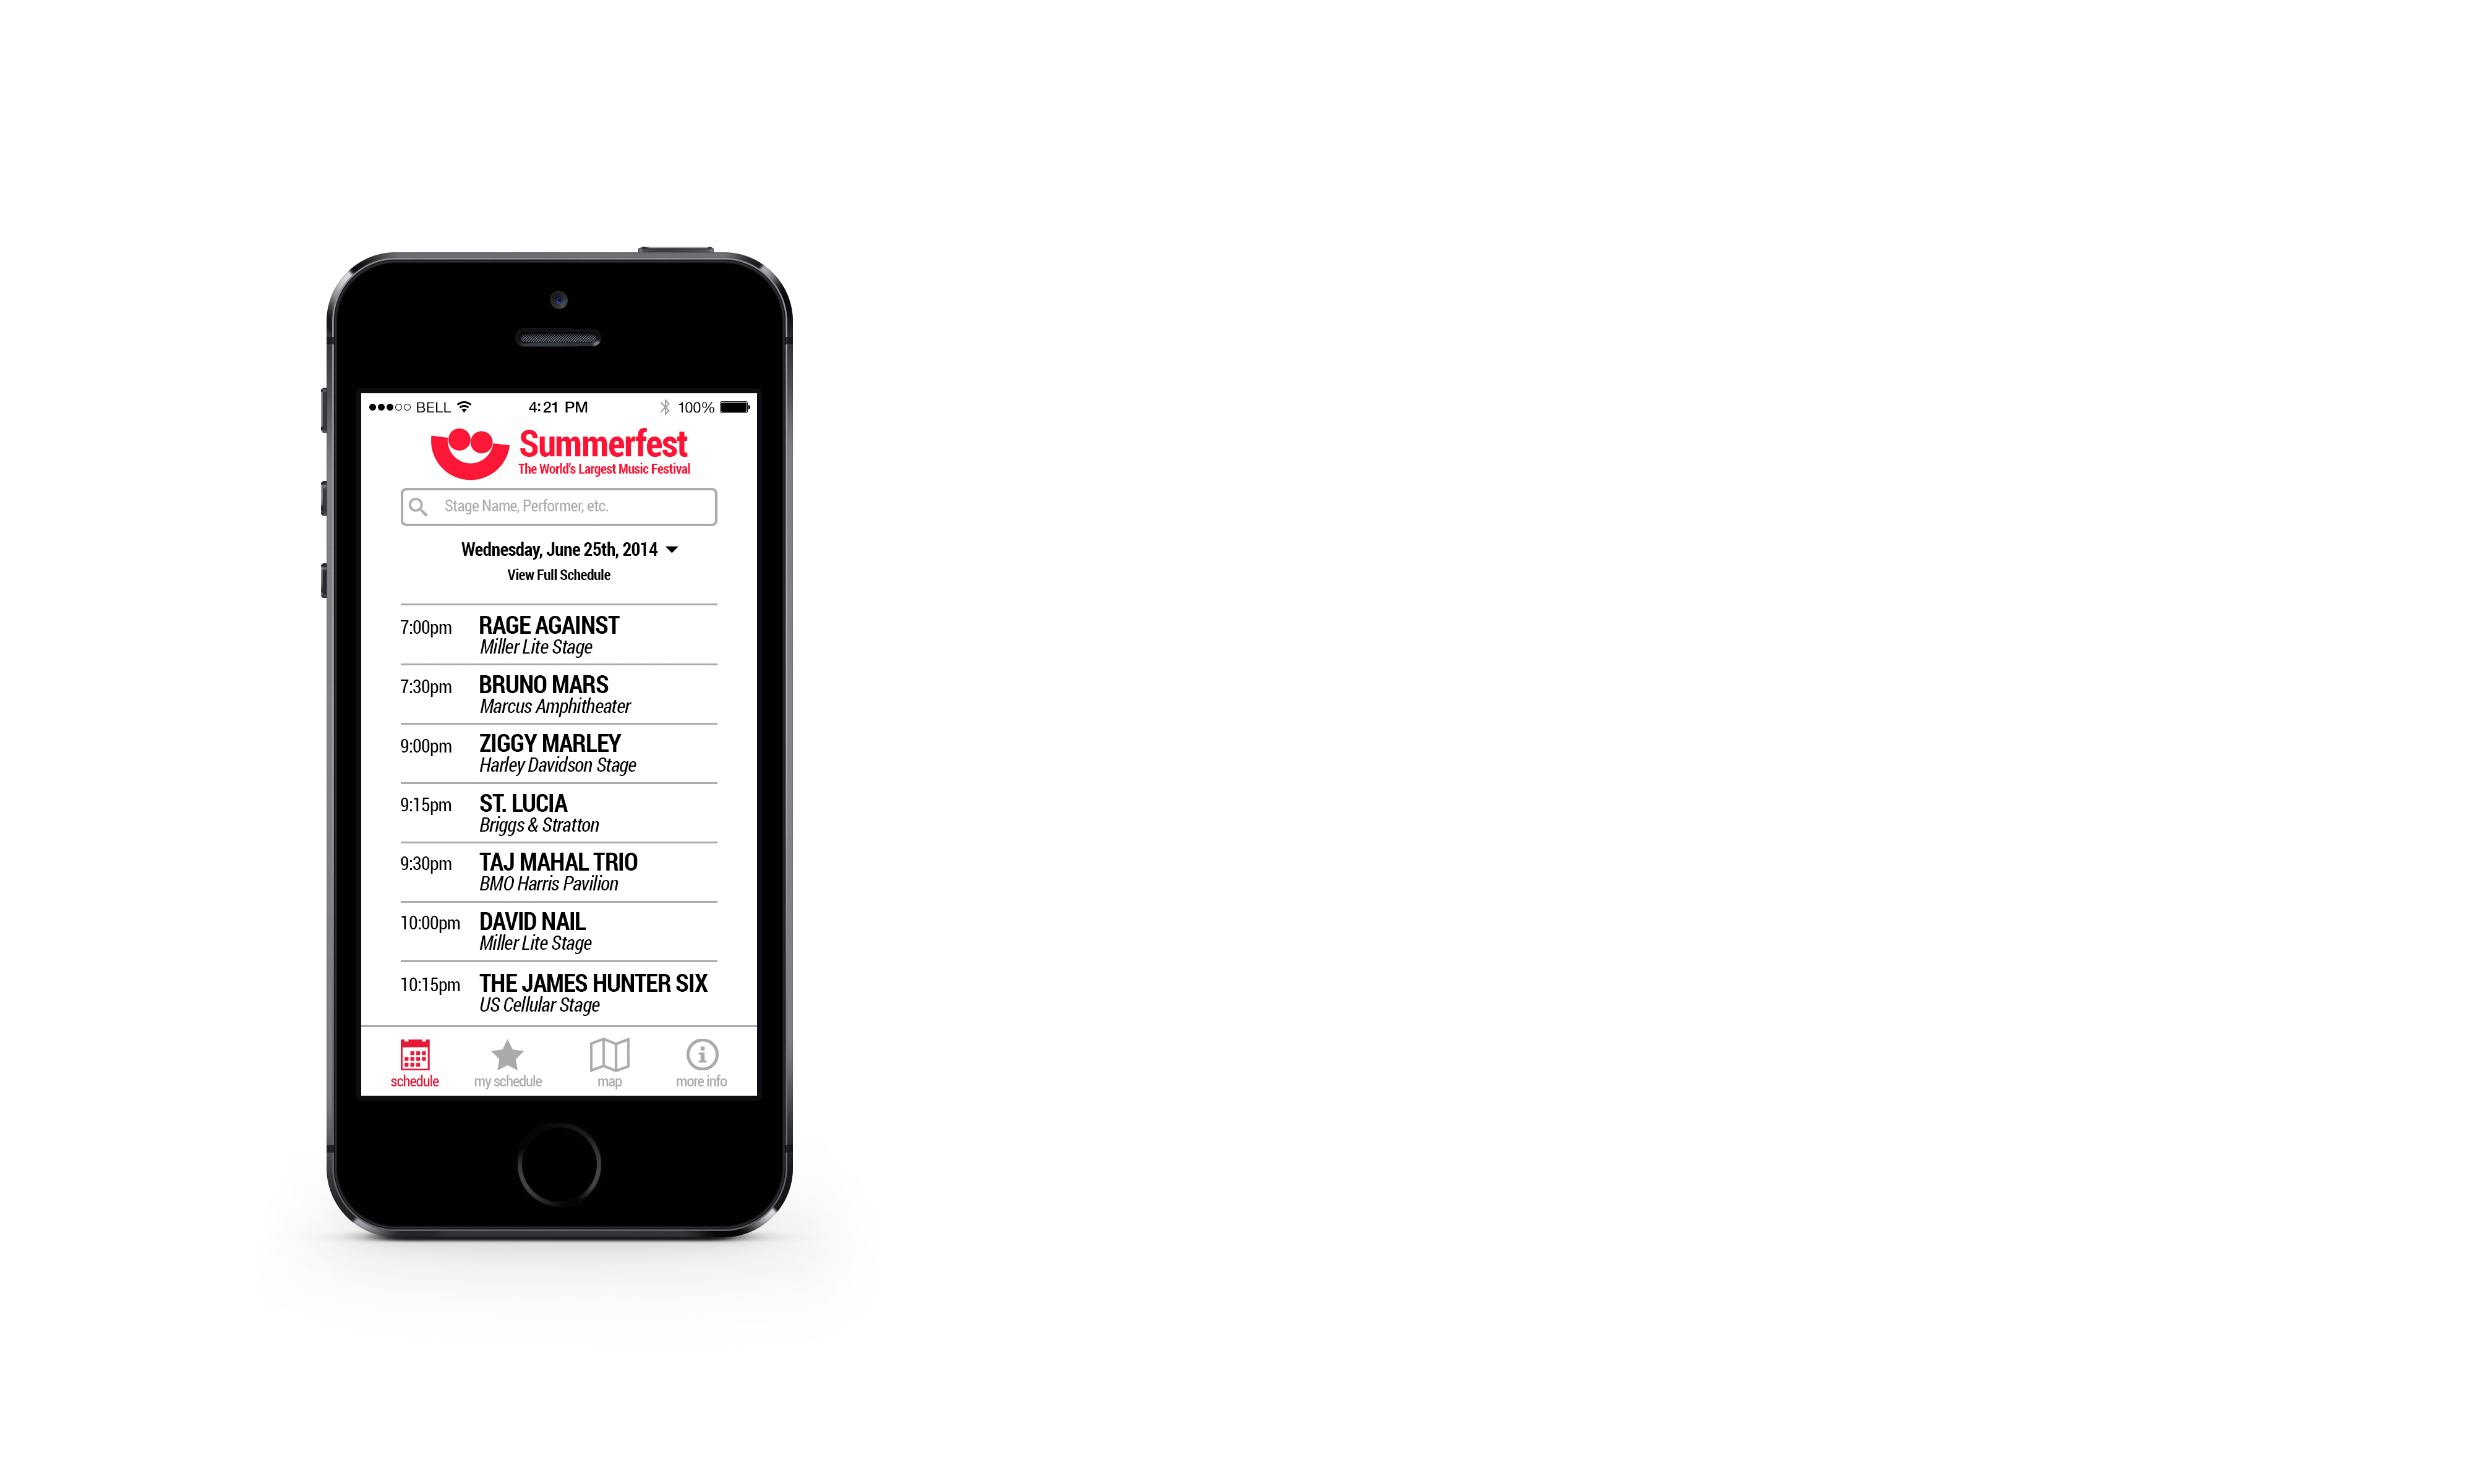 BELL 4:21 PM 100%
Summerfest
The World's Largest Music Festival
Stage Name, Performer, etc.
Wednesday, June 25th, 2014
View Full Schedule
7:00pm RAGE AGAINST
Miller Lite Stage
7:30pm BRUNO MARS
Marcus Amphitheater
9:00pm ZIGGY MARLEY
Harley Davidson Stage
9:15pm ST. LUCIA
Briggs & Stratton
9:30pm TAJ MAHAL TRIO
BMO Harris Pavilion
10:00pm DAVID NAIL
Miller Lite Stage
10:15pm THE JAMES HUNTER SIX
US Cellular Stage
schedule my schedule map more info